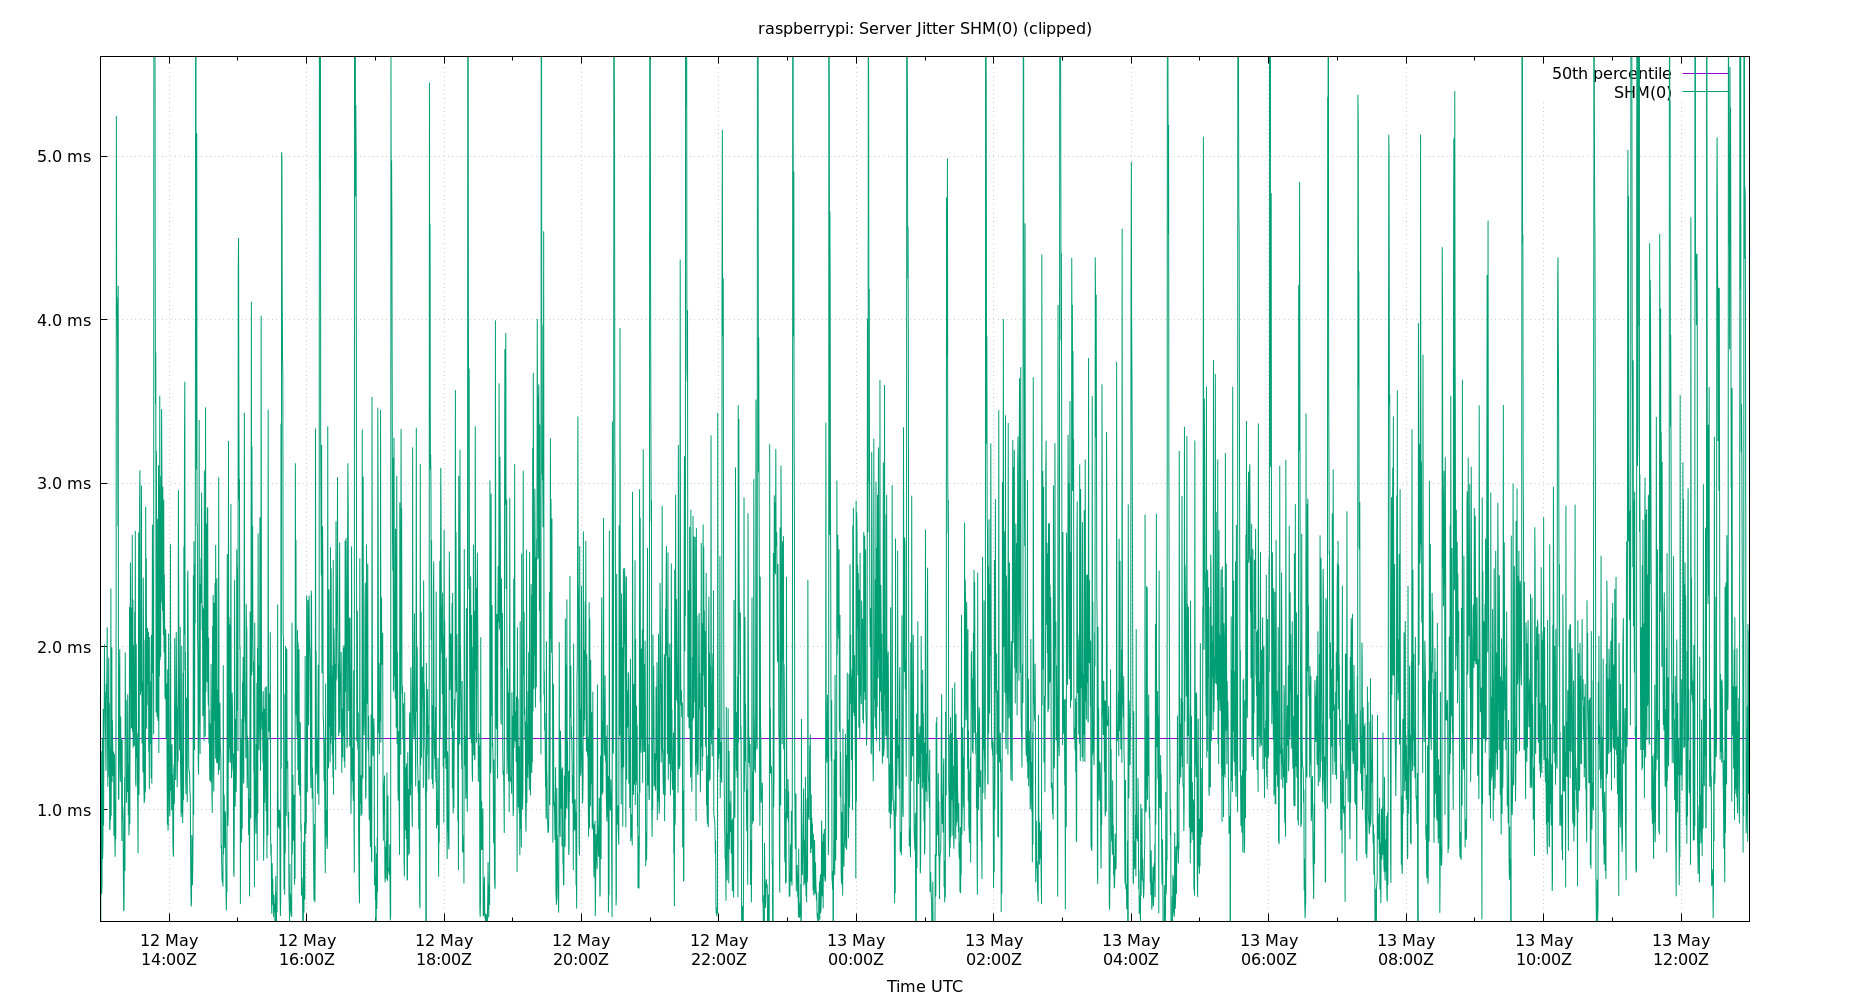 raspberrypi: Server Jitter SHM(0) (clipped)
50th percentile
SHM(0)
5.0 ms
4.0 ms
3.0 ms
2.0 ms
1.0 ms
12 May 12 May 12 May 12 May 12 May 13 May 13 May 13 May 13 May 13 May 13 May 13 May
14:00Z 16:00Z 18:00Z 20:00Z 22:00Z 00:00Z 02:00Z 04:00Z 06:00Z 08:00Z 10:00Z 12:00Z
Time UTC